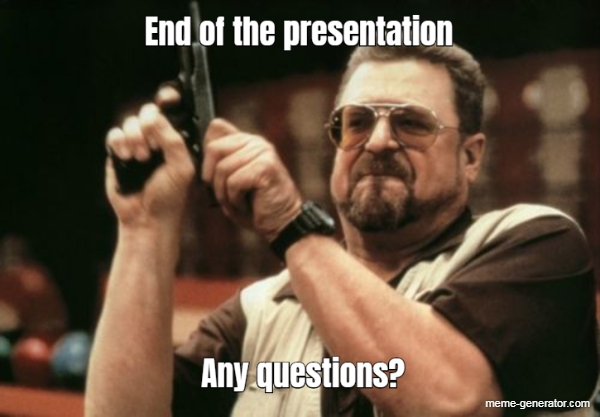 End of the presentation
Any questions?
meme-generator.com